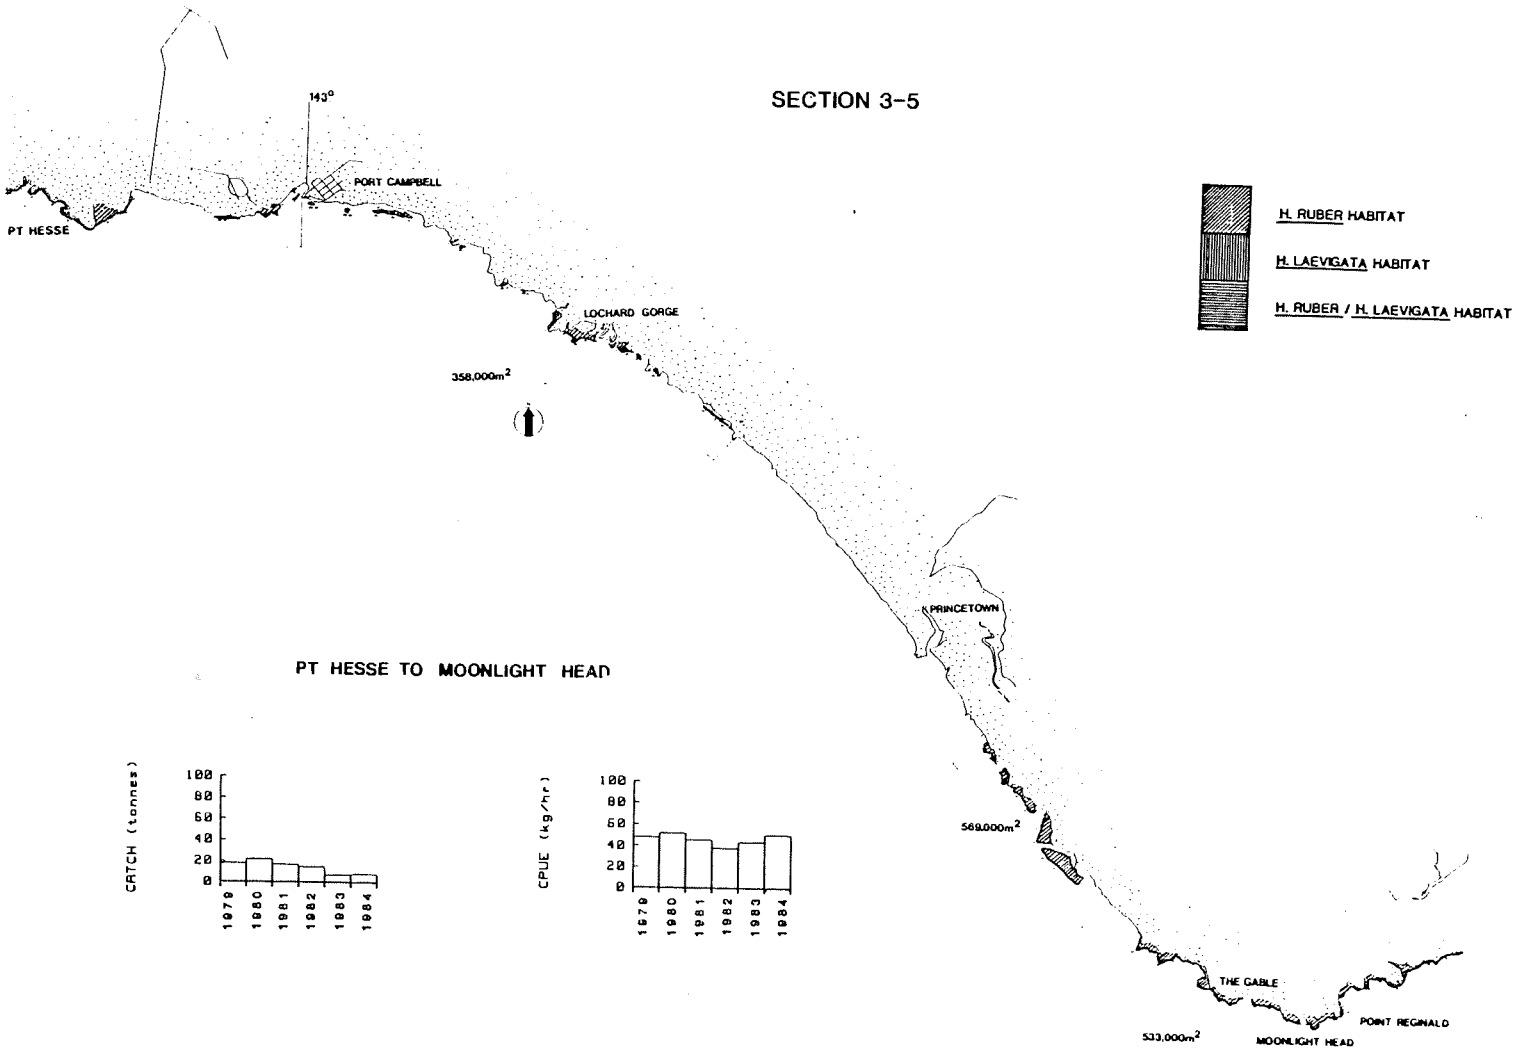 SECTION 3-5
143°
PORT CAMPBELL
PT HESSE
H. RUBER HABITAT
H. LAEVIGATA HABITAT
H. RUBER / H. LAEVIGATA HABITAT
LOCHARD GORGE
358,000m²
PRINCETOWN
PT HESSE TO MOONLIGHT HEAD
CATCH (tonnes)
100
80
60
40
20
0
1979
1980
1981
1982
1983
1984
CPUE (kg/hr)
100
80
60
40
20
0
1979
1980
1981
1982
1983
1984
569,000m²
THE GABLE
POINT REGINALD
533,000m²
MOONLIGHT HEAD